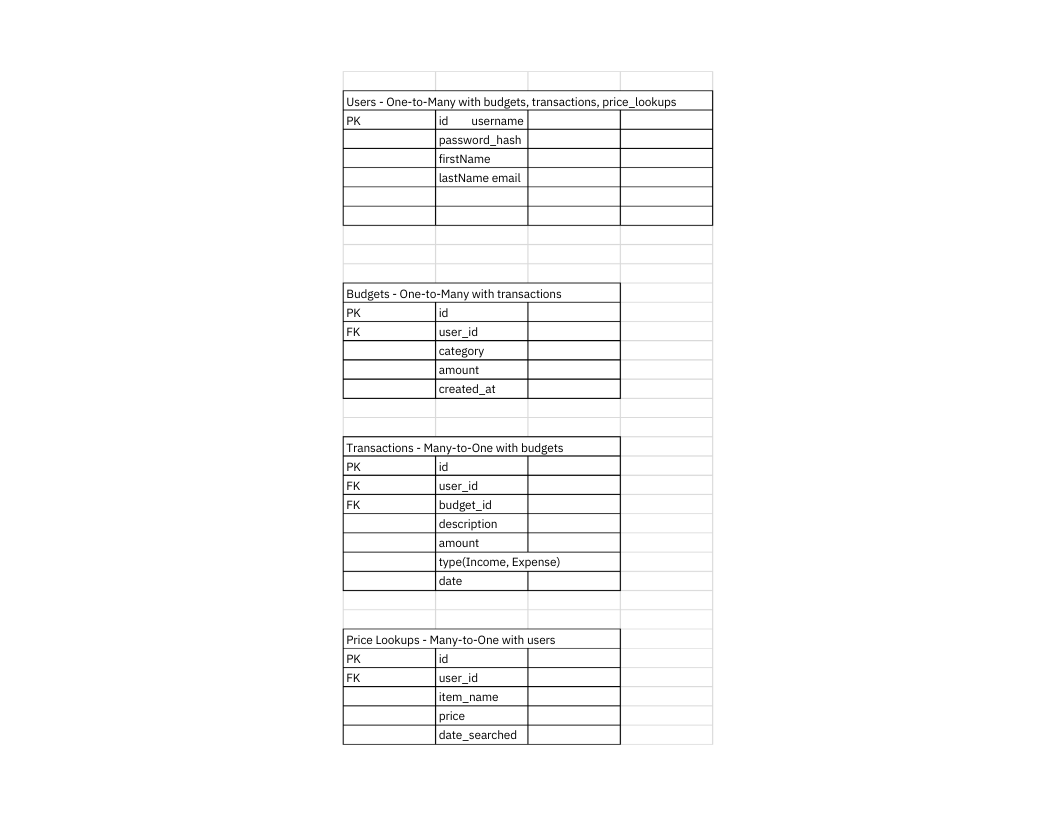 Users - One-to-Many with budgets, transactions, price_lookups
PK id username
password_hash
firstName
lastName email
Budgets - One-to-Many with transactions
PK id
FK user_id
category
amount
created_at
Transactions - Many-to-One with budgets
PK id
FK user_id
FK budget_id
description
amount
type(Income, Expense)
date
Price Lookups - Many-to-One with users
PK id
FK user_id
item_name
price
date_searched